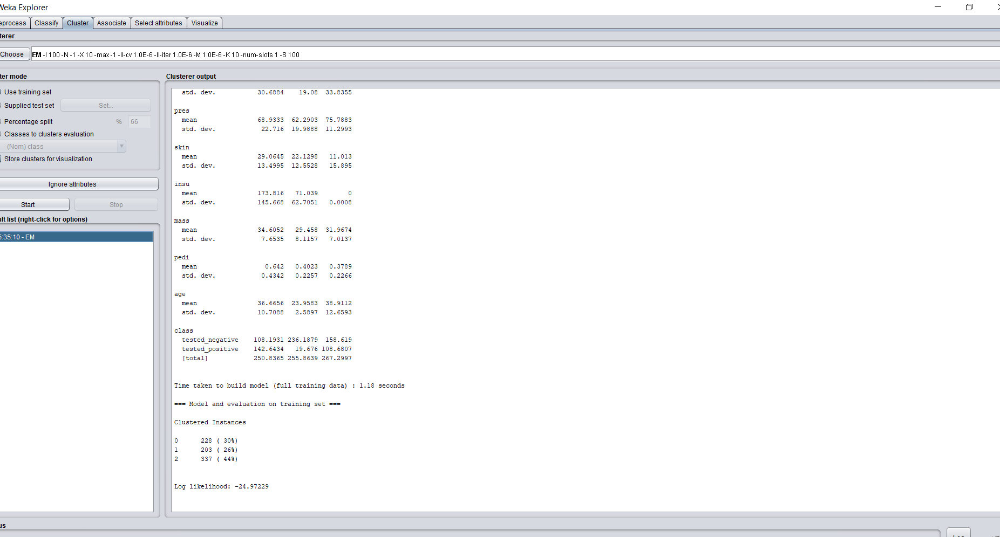 Weka Explorer
eprocess Classify Cluster Associate Select attributes Visualize
terer
Choose EM -I 100 -N -1 -X 10 -max -1 -ll-cv 1.0E-6 -ll-iter 1.0E-6 -M 1.0E-6 -K 10 -num-slots 1 -S 100
ter mode
Use training set
Supplied test set Set...
Percentage split % 66
Classes to clusters evaluation
(Nom) class
Store clusters for visualization
Ignore attributes
Start Stop
ult list (right-click for options)
5:35:10 - EM
Clusterer output
std. dev. 30.6884 19.08 33.8355
pres
mean 68.9333 62.2903 75.7883
std. dev. 22.716 19.9888 11.2993
skin
mean 29.0645 22.1298 11.013
std. dev. 13.4995 12.5528 15.895
insu
mean 173.816 71.039 0
std. dev. 145.668 62.7051 0.0008
mass
mean 34.6052 29.458 31.9674
std. dev. 7.6535 8.1157 7.0137
pedi
mean 0.642 0.4023 0.3789
std. dev. 0.4342 0.2257 0.2266
age
mean 36.6656 23.9583 38.9112
std. dev. 10.7088 2.5897 12.6593
class
tested_negative 108.1931 236.1879 158.619
tested_positive 142.6434 19.676 108.6807
[total] 250.8365 255.8639 267.2997
Time taken to build model (full training data) : 1.18 seconds
=== Model and evaluation on training set ===
Clustered Instances
0 228 ( 30%)
1 203 ( 26%)
2 337 ( 44%)
Log likelihood: -24.97229
us